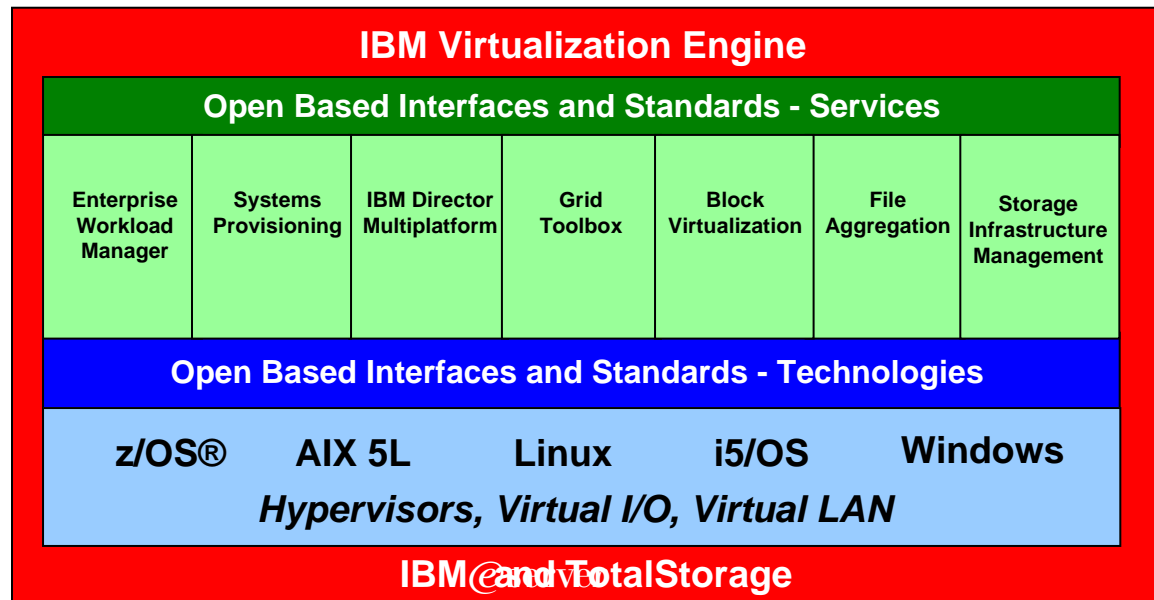 IBM Virtualization Engine
Open Based Interfaces and Standards - Services
Enterprise
Workload
Manager
Systems
Provisioning
IBM Director
Multiplatform
Grid
Toolbox
Block
Virtualization
File
Aggregation
Storage
Infrastructure
Management
Open Based Interfaces and Standards - Technologies
z/OS® AIX 5L Linux i5/OS Windows
Hypervisors, Virtual I/O, Virtual LAN
IBM @server and TotalStorage